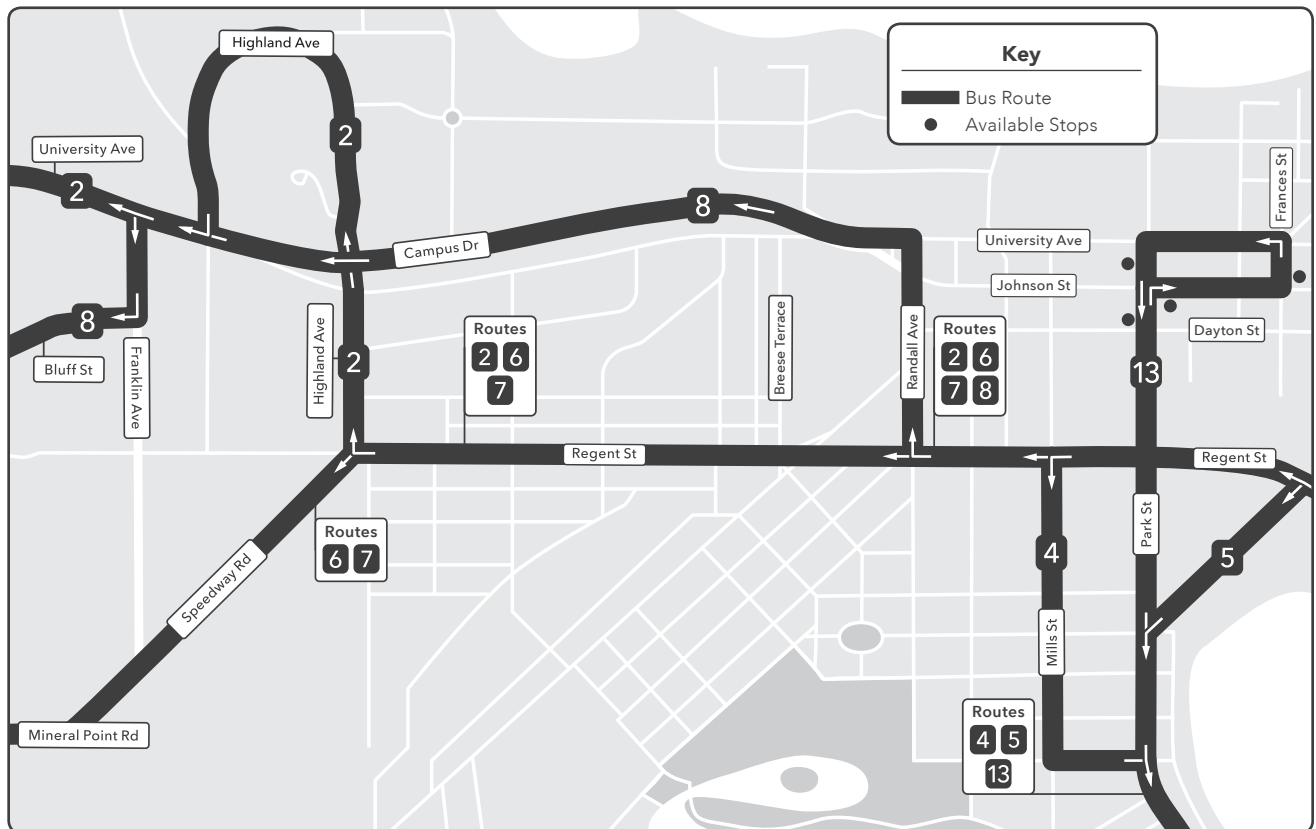 Highland Ave
Key
Bus Route
Available Stops
2
University Ave
2
Frances St
8
Campus Dr
University Ave
Johnson St
8
Bluff St
Franklin Ave
Highland Ave
2
Routes
2 6
7
Breese Terrace
Randall Ave
Routes
2 6
7 8
Dayton St
13
Regent St
Regent St
Routes
6 7
Speedway Rd
4
Park St
5
Mills St
Mineral Point Rd
Routes
4 5
13